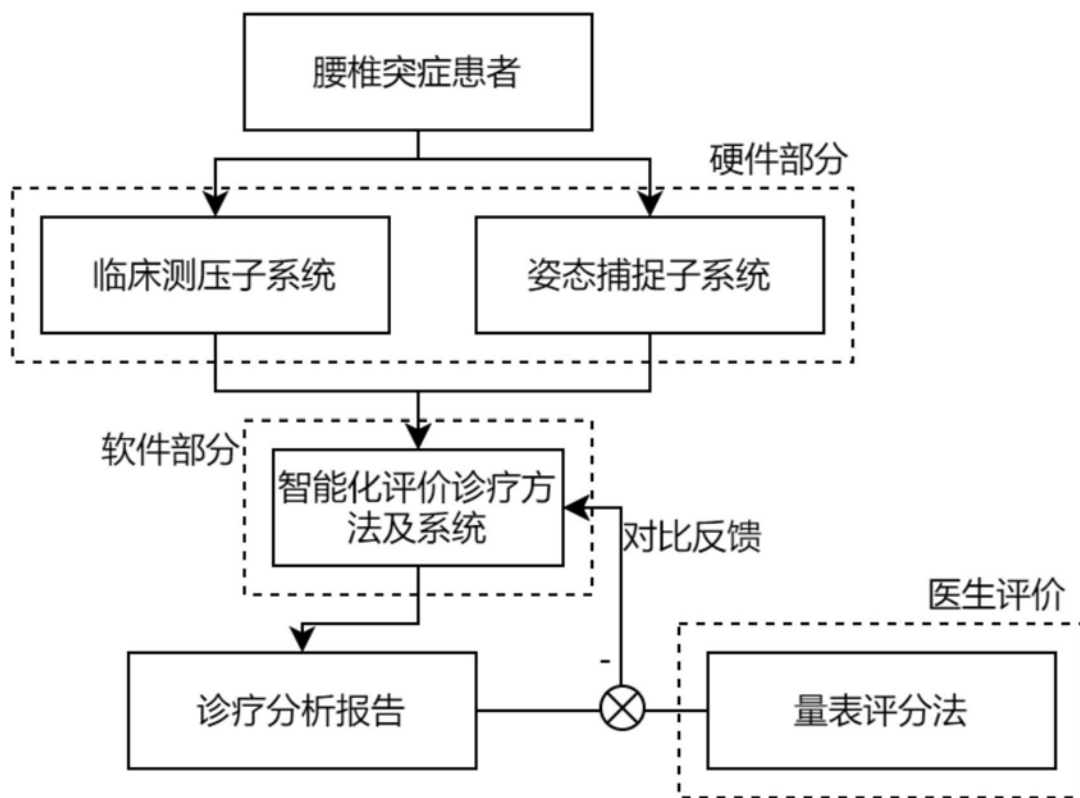 腰椎突症患者
硬件部分
临床测压子系统
姿态捕捉子系统
软件部分
智能化评价诊疗方
法及系统
对比反馈
医生评价
-
诊疗分析报告
量表评分法